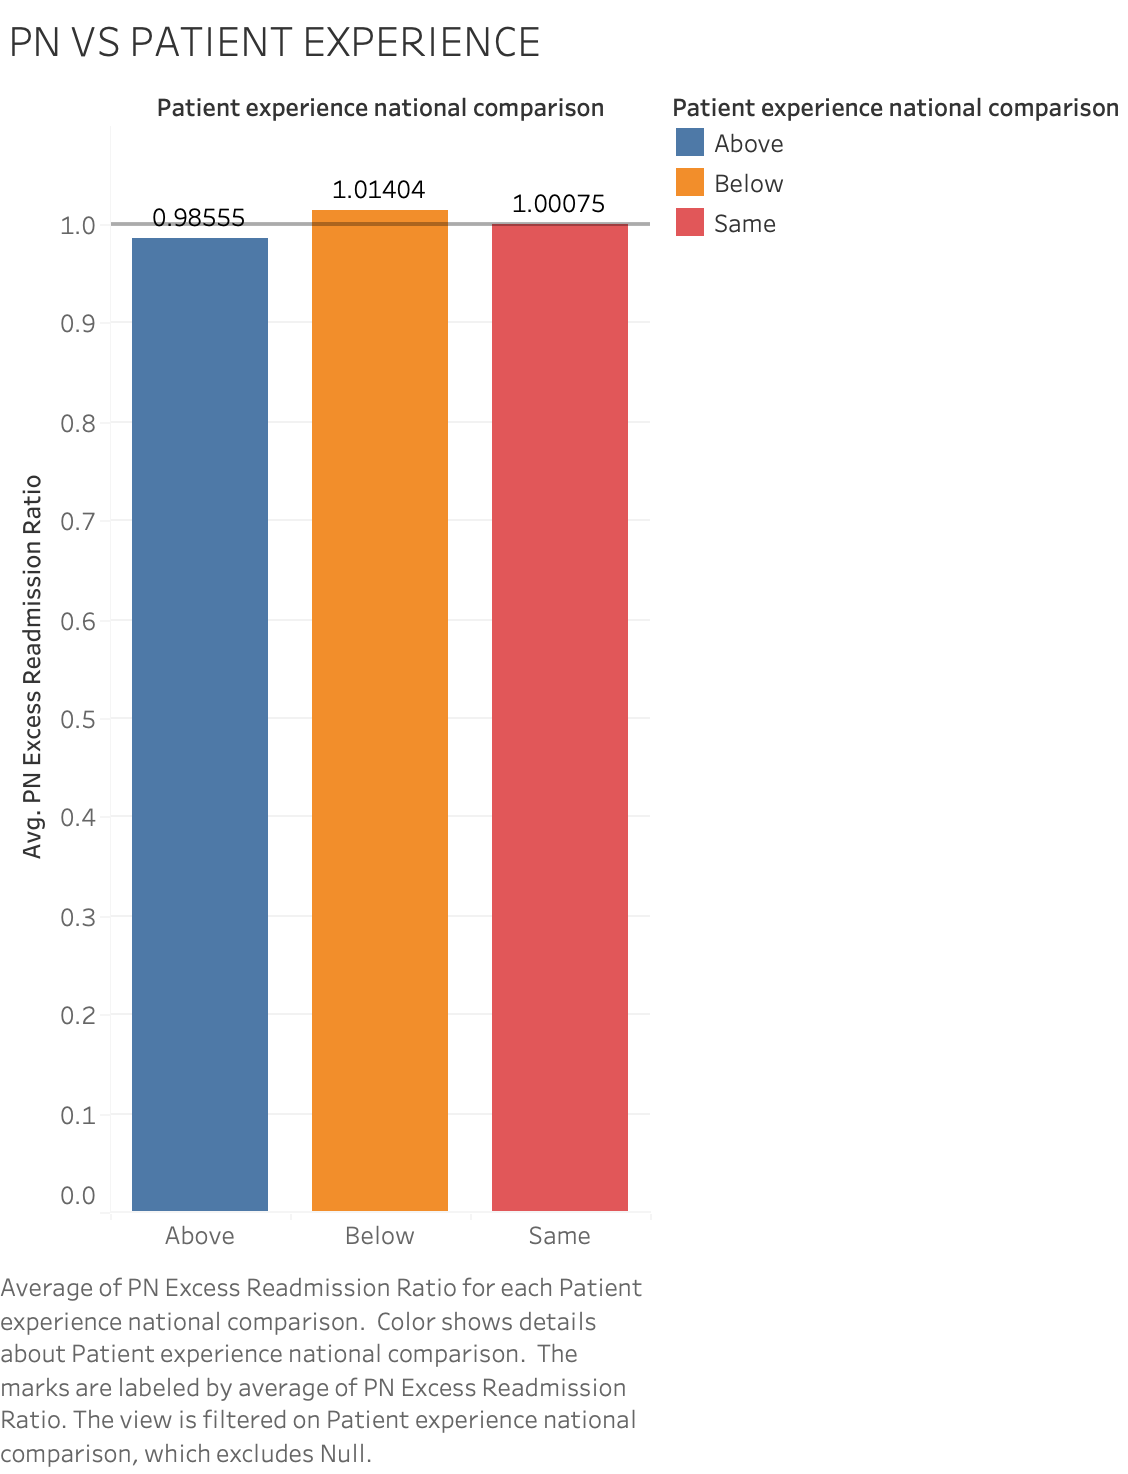 PN VS PATIENT EXPERIENCE
Patient experience national comparison
Patient experience national comparison
Above
Below
Same
0.98555
1.01404
1.00075
1.0
0.9
0.8
0.7
0.6
0.5
0.4
0.3
0.2
0.1
0.0
Avg. PN Excess Readmission Ratio
Above
Below
Same
Average of PN Excess Readmission Ratio for each Patient
experience national comparison.  Color shows details
about Patient experience national comparison.  The
marks are labeled by average of PN Excess Readmission
Ratio. The view is filtered on Patient experience national
comparison, which excludes Null.